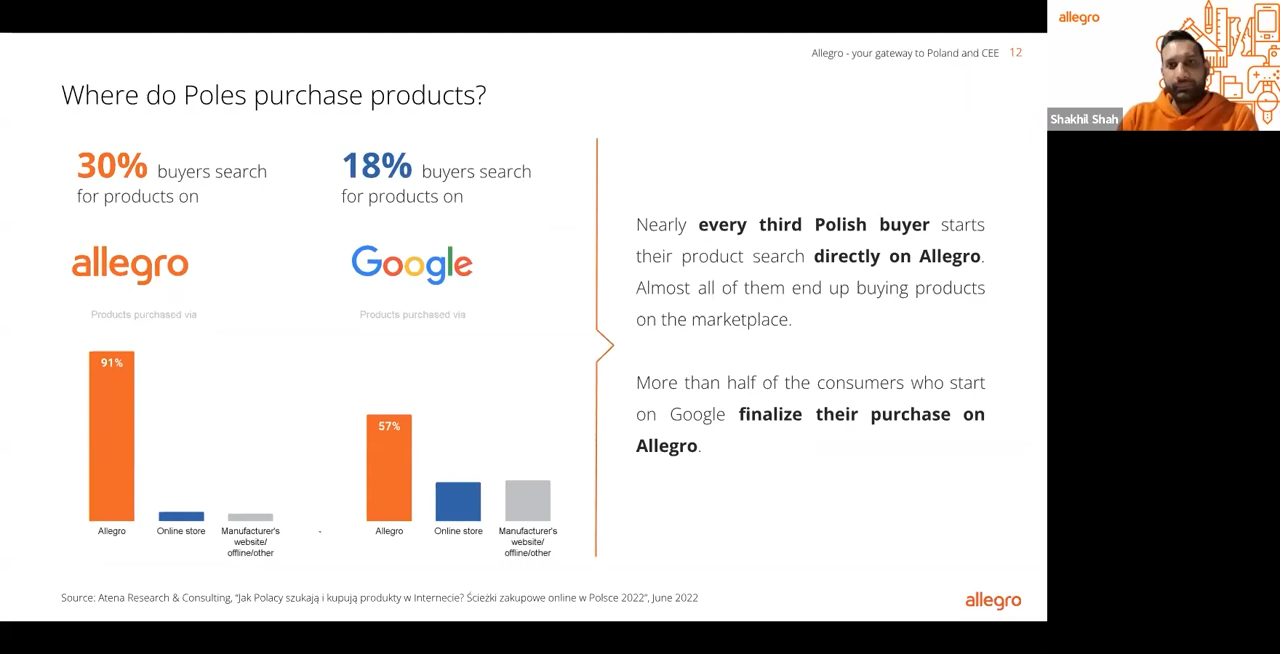 Allegro - your gateway to Poland and CEE 12
Where do Poles purchase products?
30% buyers search
for products on
allegro
Products purchased via
91%
Allegro
Online store
Manufacturer's
website/
offline/other
-
18% buyers search
for products on
Google
Products purchased via
57%
Allegro
Online store
Manufacturer's
website/
offline/other
Nearly every third Polish buyer starts
their product search directly on Allegro.
Almost all of them end up buying products
on the marketplace.
More than half of the consumers who start
on Google finalize their purchase on
Allegro.
Source: Atena Research & Consulting, “Jak Polacy szukają i kupują produkty w Internecie? Ścieżki zakupowe online w Polsce 2022”, June 2022
allegro
allegro
Shakhil Shah